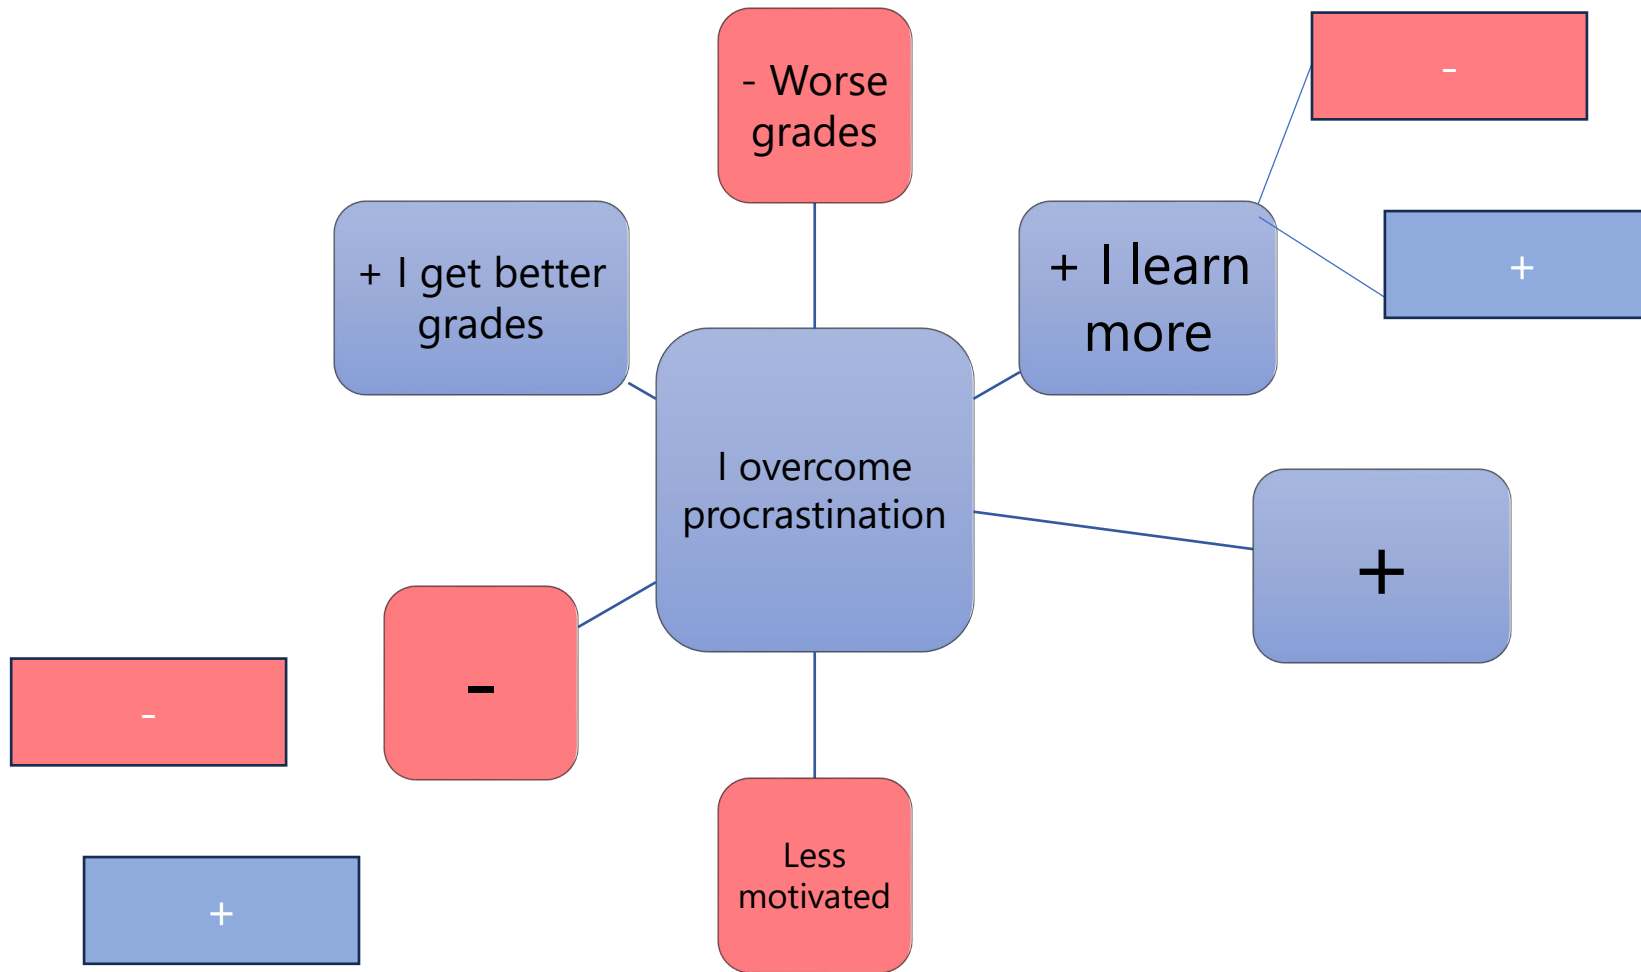 - Worse
grades
-
+ I get better
grades
+ I learn
more
+
I overcome
procrastination
+
-
-
Less
motivated
+